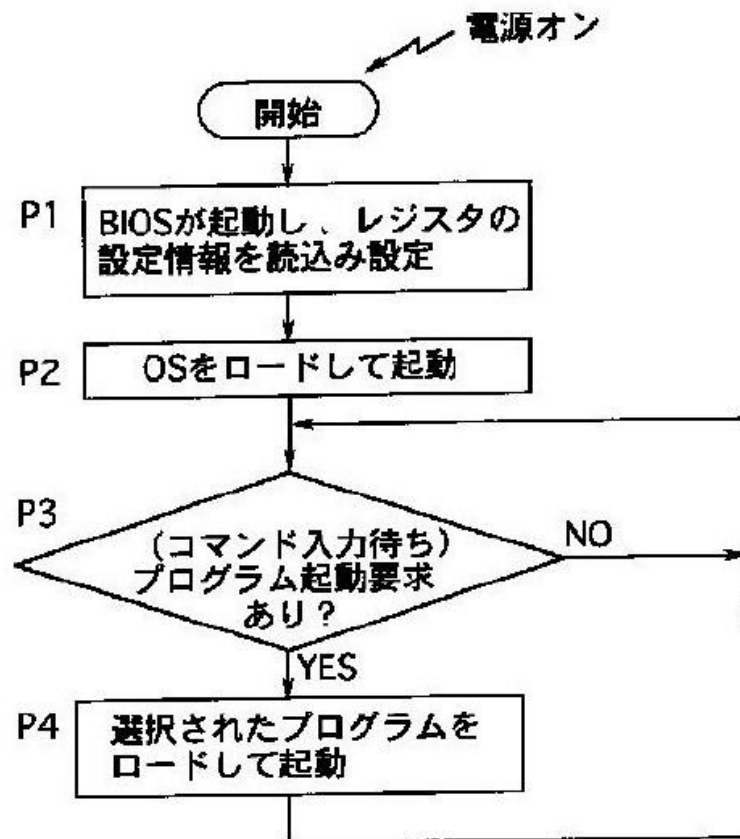 電源オン
開始
P1
BIOSが起動し、レジスタの
設定情報を読込み設定
P2
OSをロードして起動
P3
(コマンド入力待ち)
プログラム起動要求
あり?
NO
YES
P4
選択されたプログラムを
ロードして起動